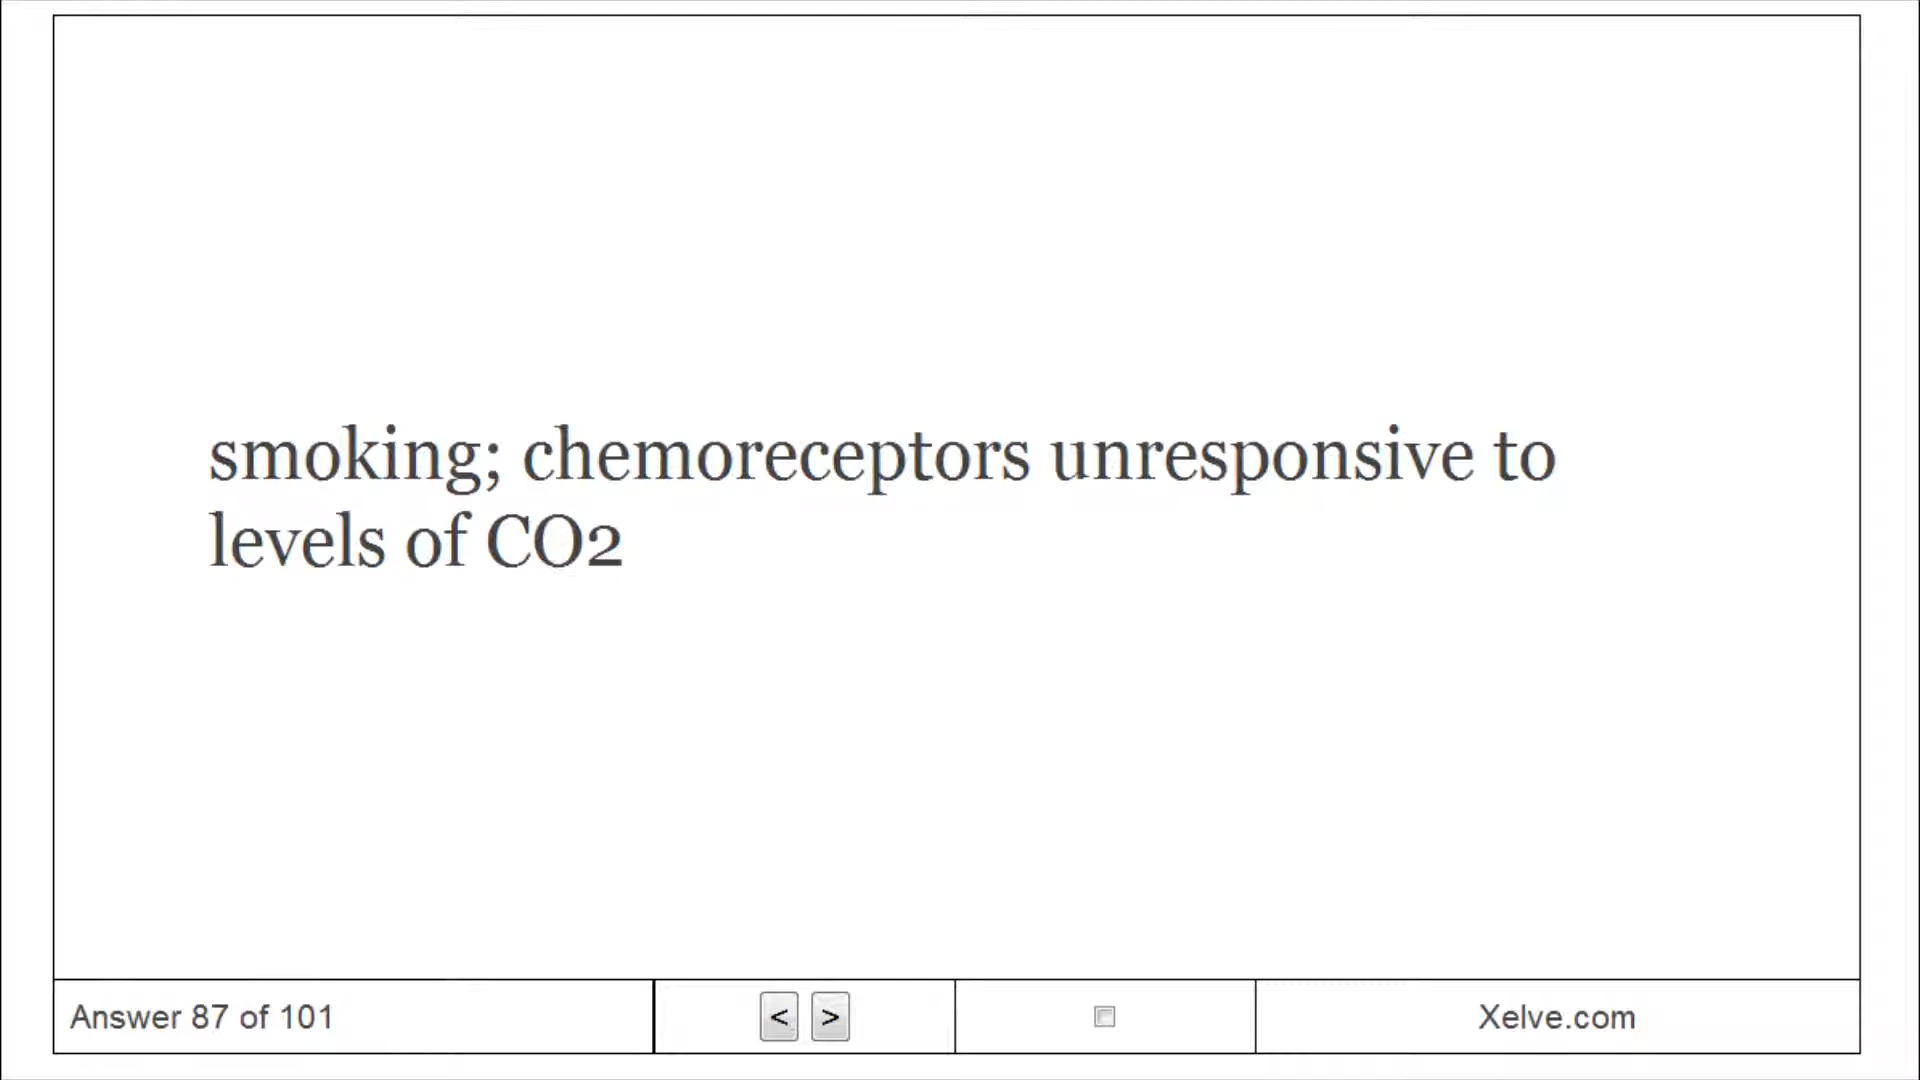 smoking; chemoreceptors unresponsive to
levels of CO2
Answer 87 of 101
< >
Xelve.com